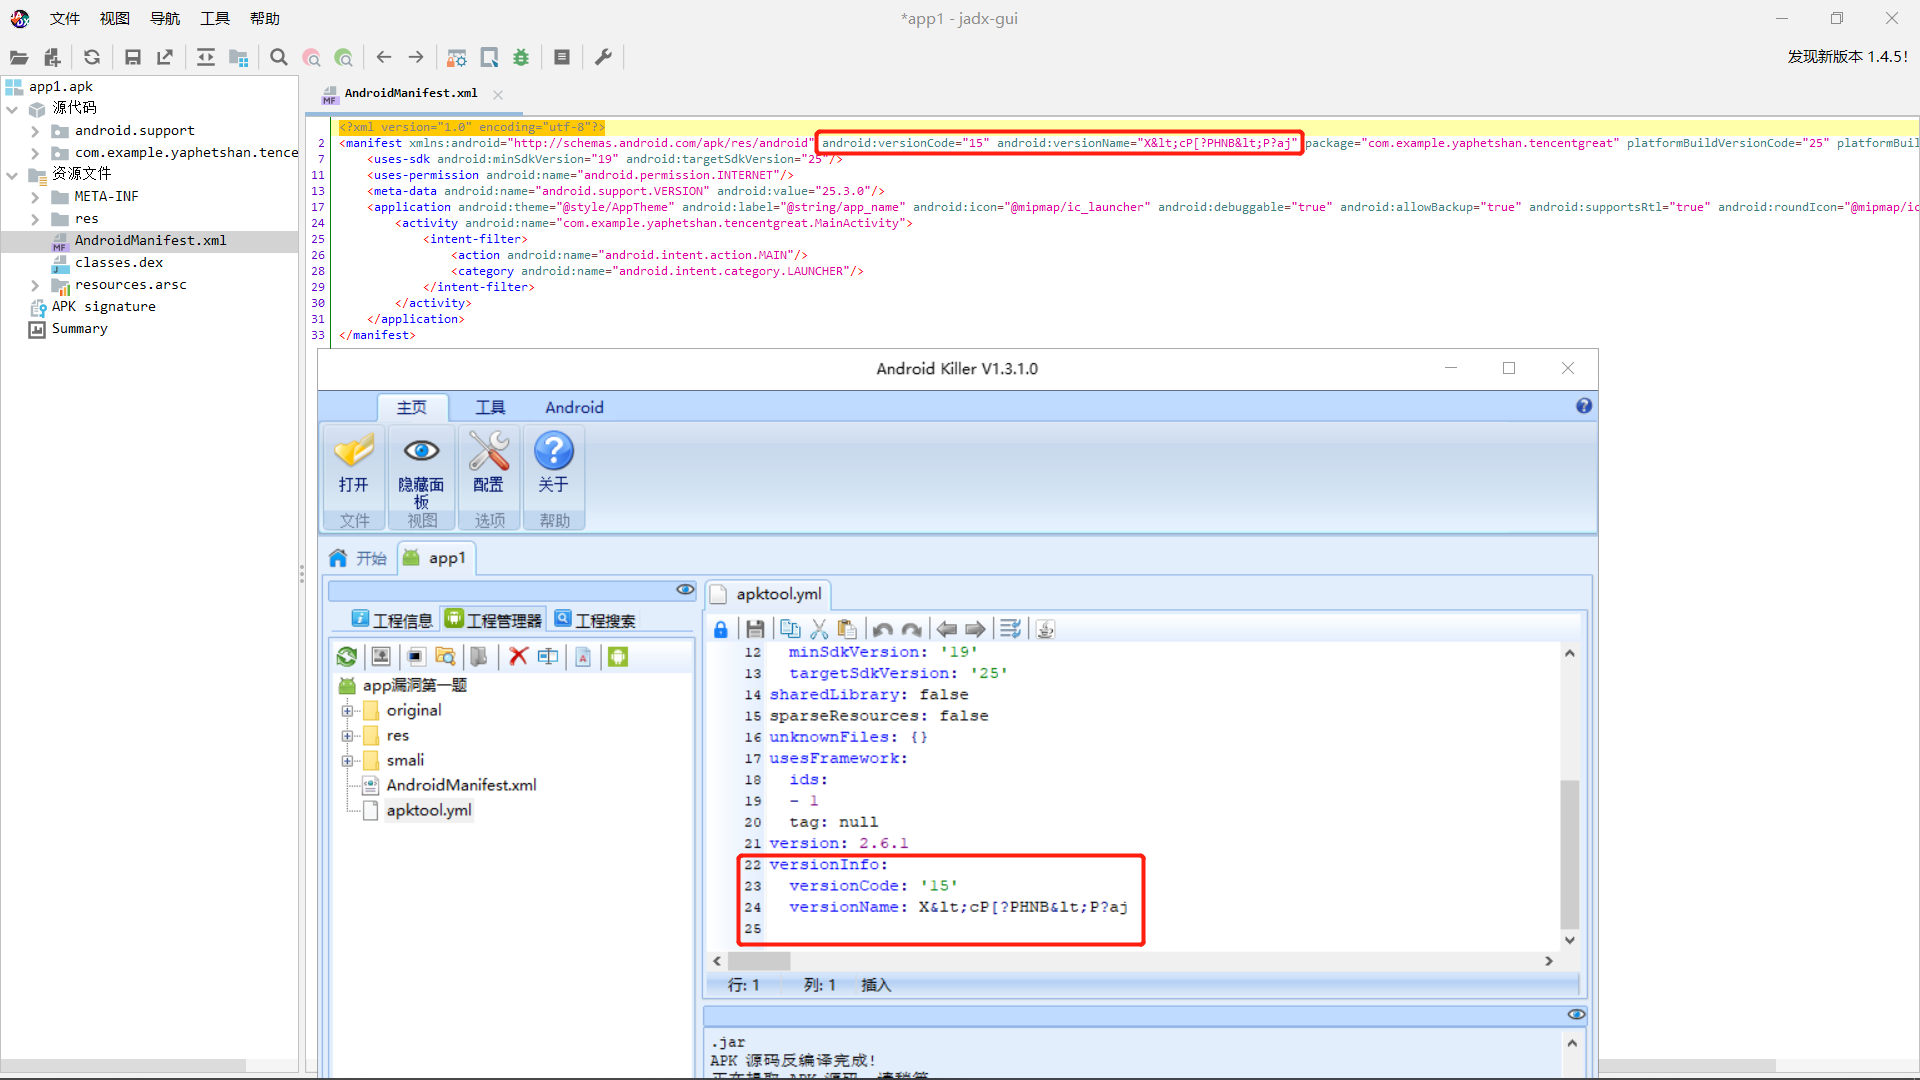 文件 视图 导航 工具 帮助
*app1 - jadx-gui
发现新版本 1.4.5!
app1.apk
源代码
android.support
com.example.yaphetshan.tence
资源文件
META-INF
res
AndroidManifest.xml
classes.dex
resources.arsc
APK signature
Summary
AndroidManifest.xml
<?xml version="1.0" encoding="utf-8"?>
2 <manifest xmlns:android="http://schemas.android.com/apk/res/android" android:versionCode="15" android:versionName="X&lt;cP[?PHNB&lt;P?aj" package="com.example.yaphetshan.tencentgreat" platformBuildVersionCode="25" platformBuil
7 <uses-sdk android:minSdkVersion="19" android:targetSdkVersion="25"/>
11 <uses-permission android:name="android.permission.INTERNET"/>
13 <meta-data android:name="android.support.VERSION" android:value="25.3.0"/>
17 <application android:theme="@style/AppTheme" android:label="@string/app_name" android:icon="@mipmap/ic_launcher" android:debuggable="true" android:allowBackup="true" android:supportsRtl="true" android:roundIcon="@mipmap/ic
24 <activity android:name="com.example.yaphetshan.tencentgreat.MainActivity">
25 <intent-filter>
26 <action android:name="android.intent.action.MAIN"/>
28 <category android:name="android.intent.category.LAUNCHER"/>
29 </intent-filter>
30 </activity>
31 </application>
33 </manifest>
Android Killer V1.3.1.0
主页 工具 Android
打开 隐藏面板 配置 关于
文件 视图 选项 帮助
开始 app1
工程信息 工程管理器 工程搜索
app漏洞第一题
original
res
smali
AndroidManifest.xml
apktool.yml
apktool.yml
12 minSdkVersion: '19'
13 targetSdkVersion: '25'
14 sharedLibrary: false
15 sparseResources: false
16 unknownFiles: {}
17 usesFramework:
18 ids:
19 - 1
20 tag: null
21 version: 2.6.1
22 versionInfo:
23 versionCode: '15'
24 versionName: X&lt;cP[?PHNB&lt;P?aj
25
行: 1 列: 1 插入
.jar
APK 源码反编译完成!
正在提取 APK 源码